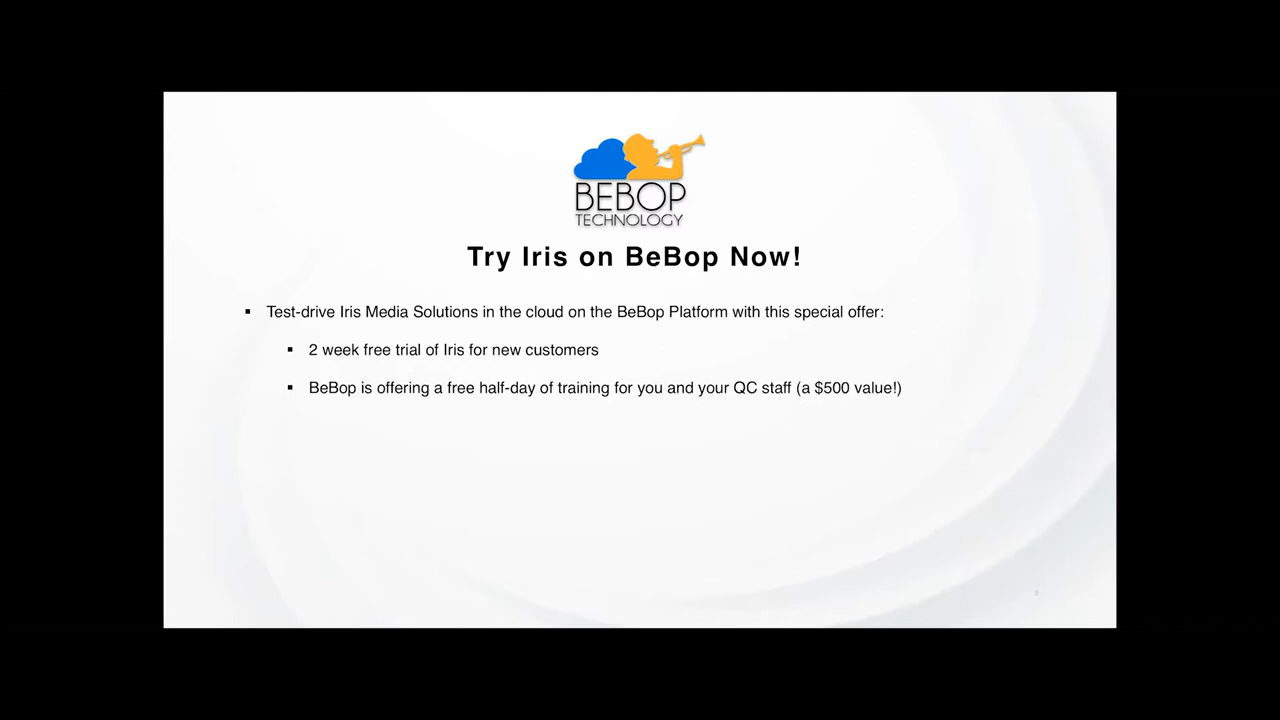 BEBOP
TECHNOLOGY
Try Iris on BeBop Now!
▪ Test-drive Iris Media Solutions in the cloud on the BeBop Platform with this special offer:
▪ 2 week free trial of Iris for new customers
▪ BeBop is offering a free half-day of training for you and your QC staff (a $500 value!)